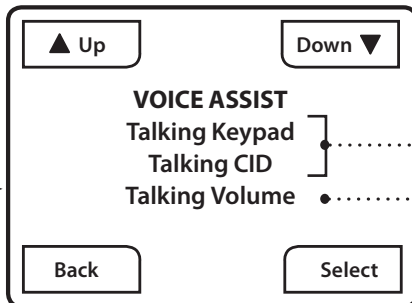 ▲ Up
Down ▼
VOICE ASSIST
Talking Keypad
Talking CID
Talking Volume
Back
Select